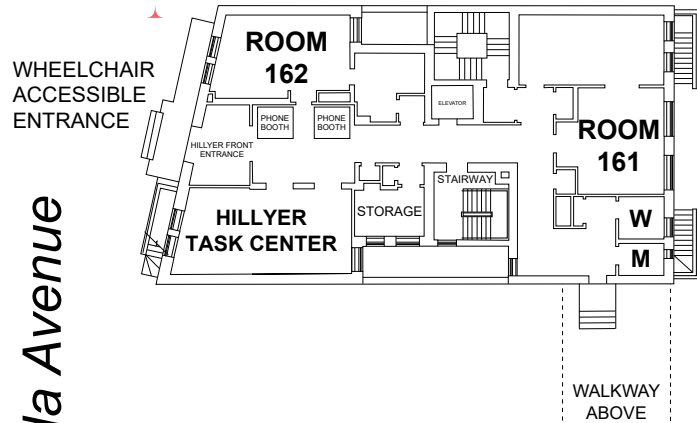 WHEELCHAIR
ACCESSIBLE
ENTRANCE
ROOM
162
PHONE
BOOTH
PHONE
BOOTH
ELEVATOR
HILLYER FRONT
ENTRANCE
ROOM
161
STAIRWAY
STORAGE
HILLYER
TASK CENTER
W
M
WALKWAY
ABOVE
Avenue